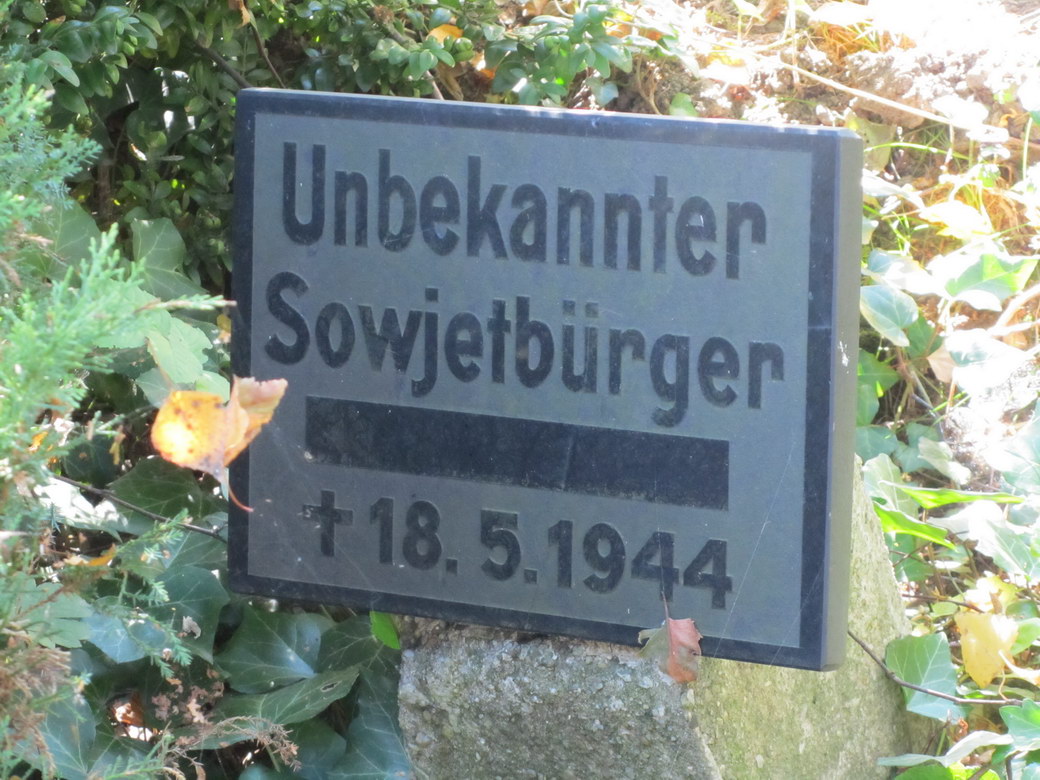 Unbekannter
Sowjetbürger
† 18. 5. 1944